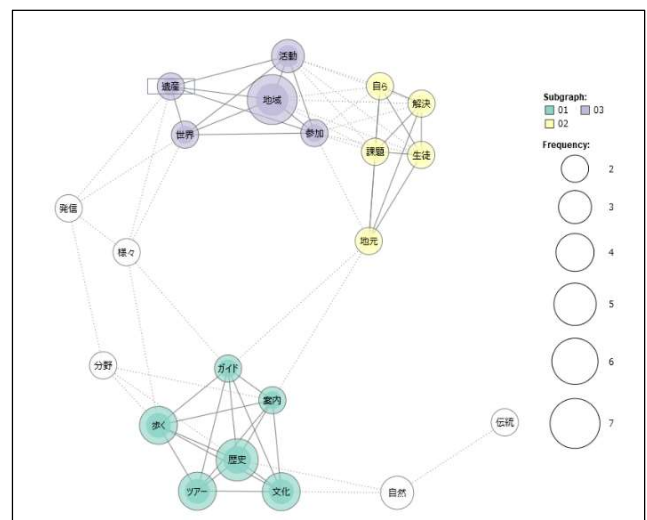 活動
遺産
自ら
地域
解決
Subgraph:
01 03
02
世界
参加
Frequency:
課題
生徒
2
発信
3
地元
様々
4
5
分野
ガイド
6
案内
歩く
伝統
7
歴史
ツアー
文化
自然